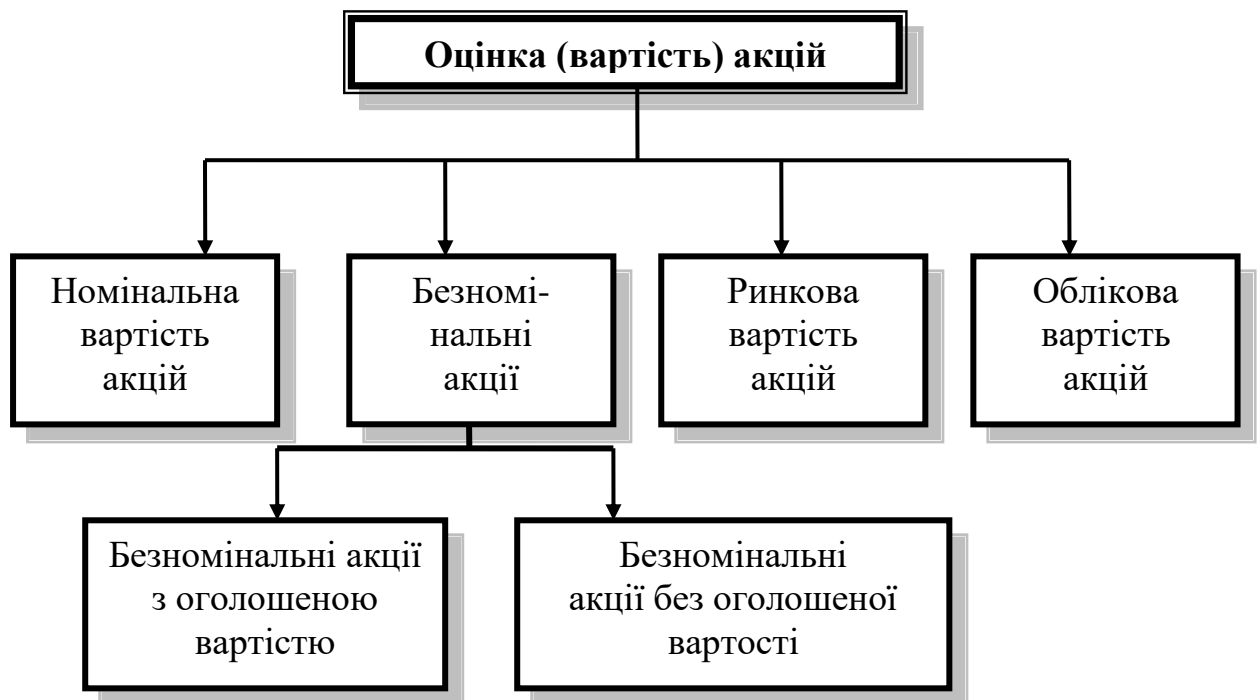 Оцінка (вартість) акцій
Номінальна
вартість
акцій
Безномі-
нальні
акції
Ринкова
вартість
акцій
Облікова
вартість
акцій
Безномінальні акції
з оголошеною
вартістю
Безномінальні
акції без оголошеної
вартості